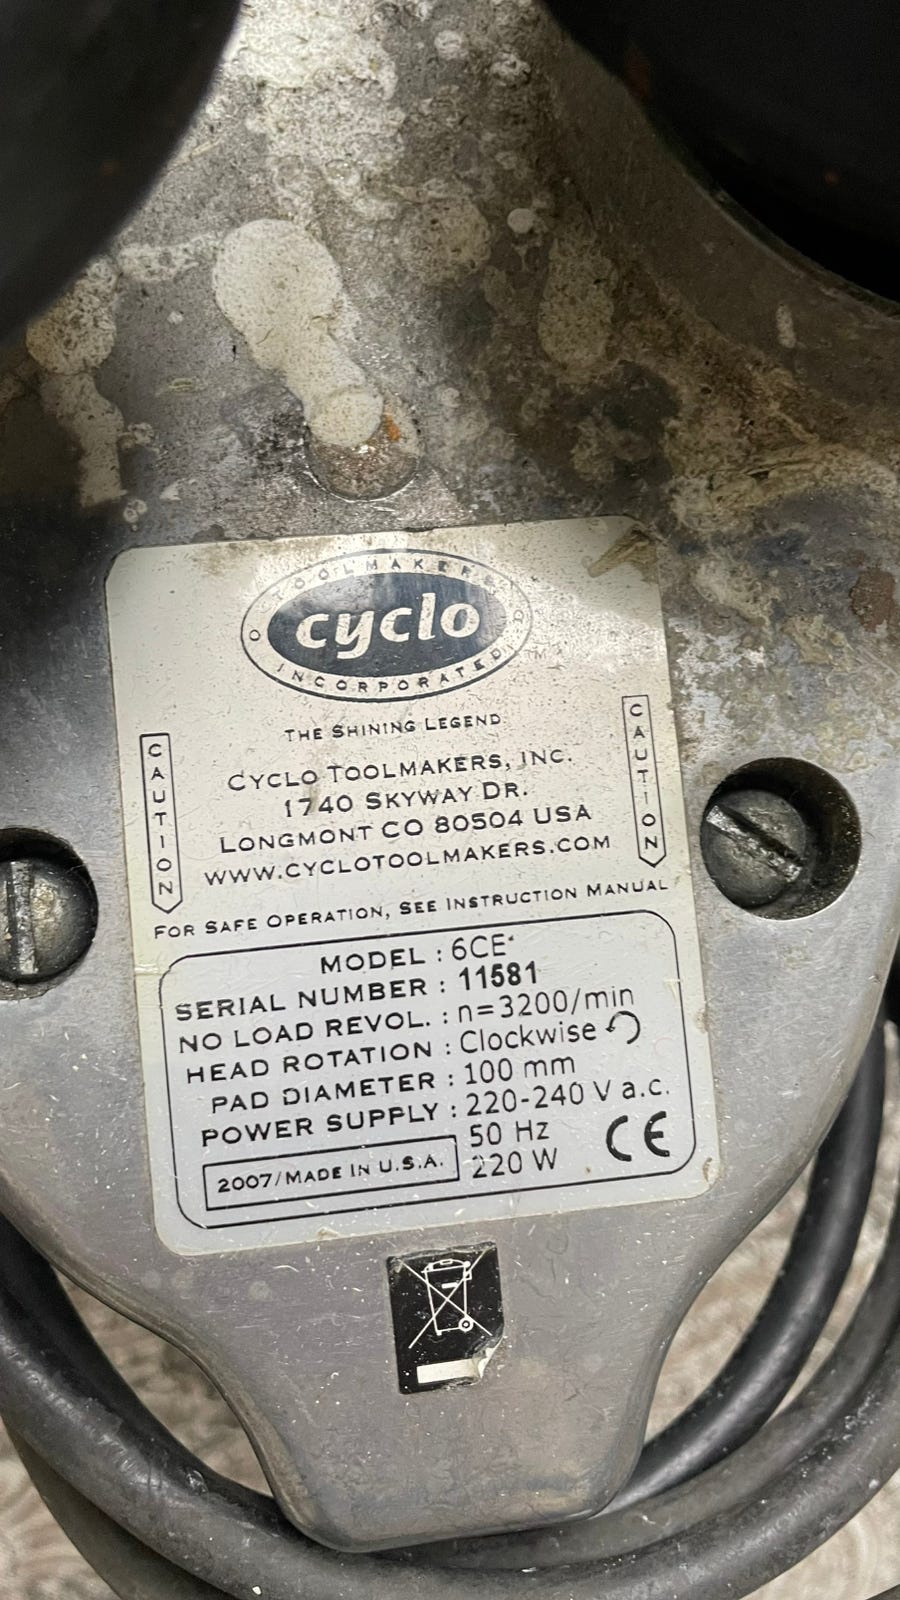 TOOLMAKERS
cyclo
INCORPORATED
TM
THE SHINING LEGEND
CAUTION
CAUTION
CYCLO TOOLMAKERS, INC.
1740 SKYWAY DR.
LONGMONT CO 80504 USA
WWW.CYCLOTOOLMAKERS.COM
FOR SAFE OPERATION, SEE INSTRUCTION MANUAL
MODEL : 6CE
SERIAL NUMBER : 11581
NO LOAD REVOL. : n=3200/min
HEAD ROTATION : Clockwise
PAD DIAMETER : 100 mm
POWER SUPPLY : 220-240 V a.c.
50 Hz
2007/MADE IN U.S.A. 220 W
CE